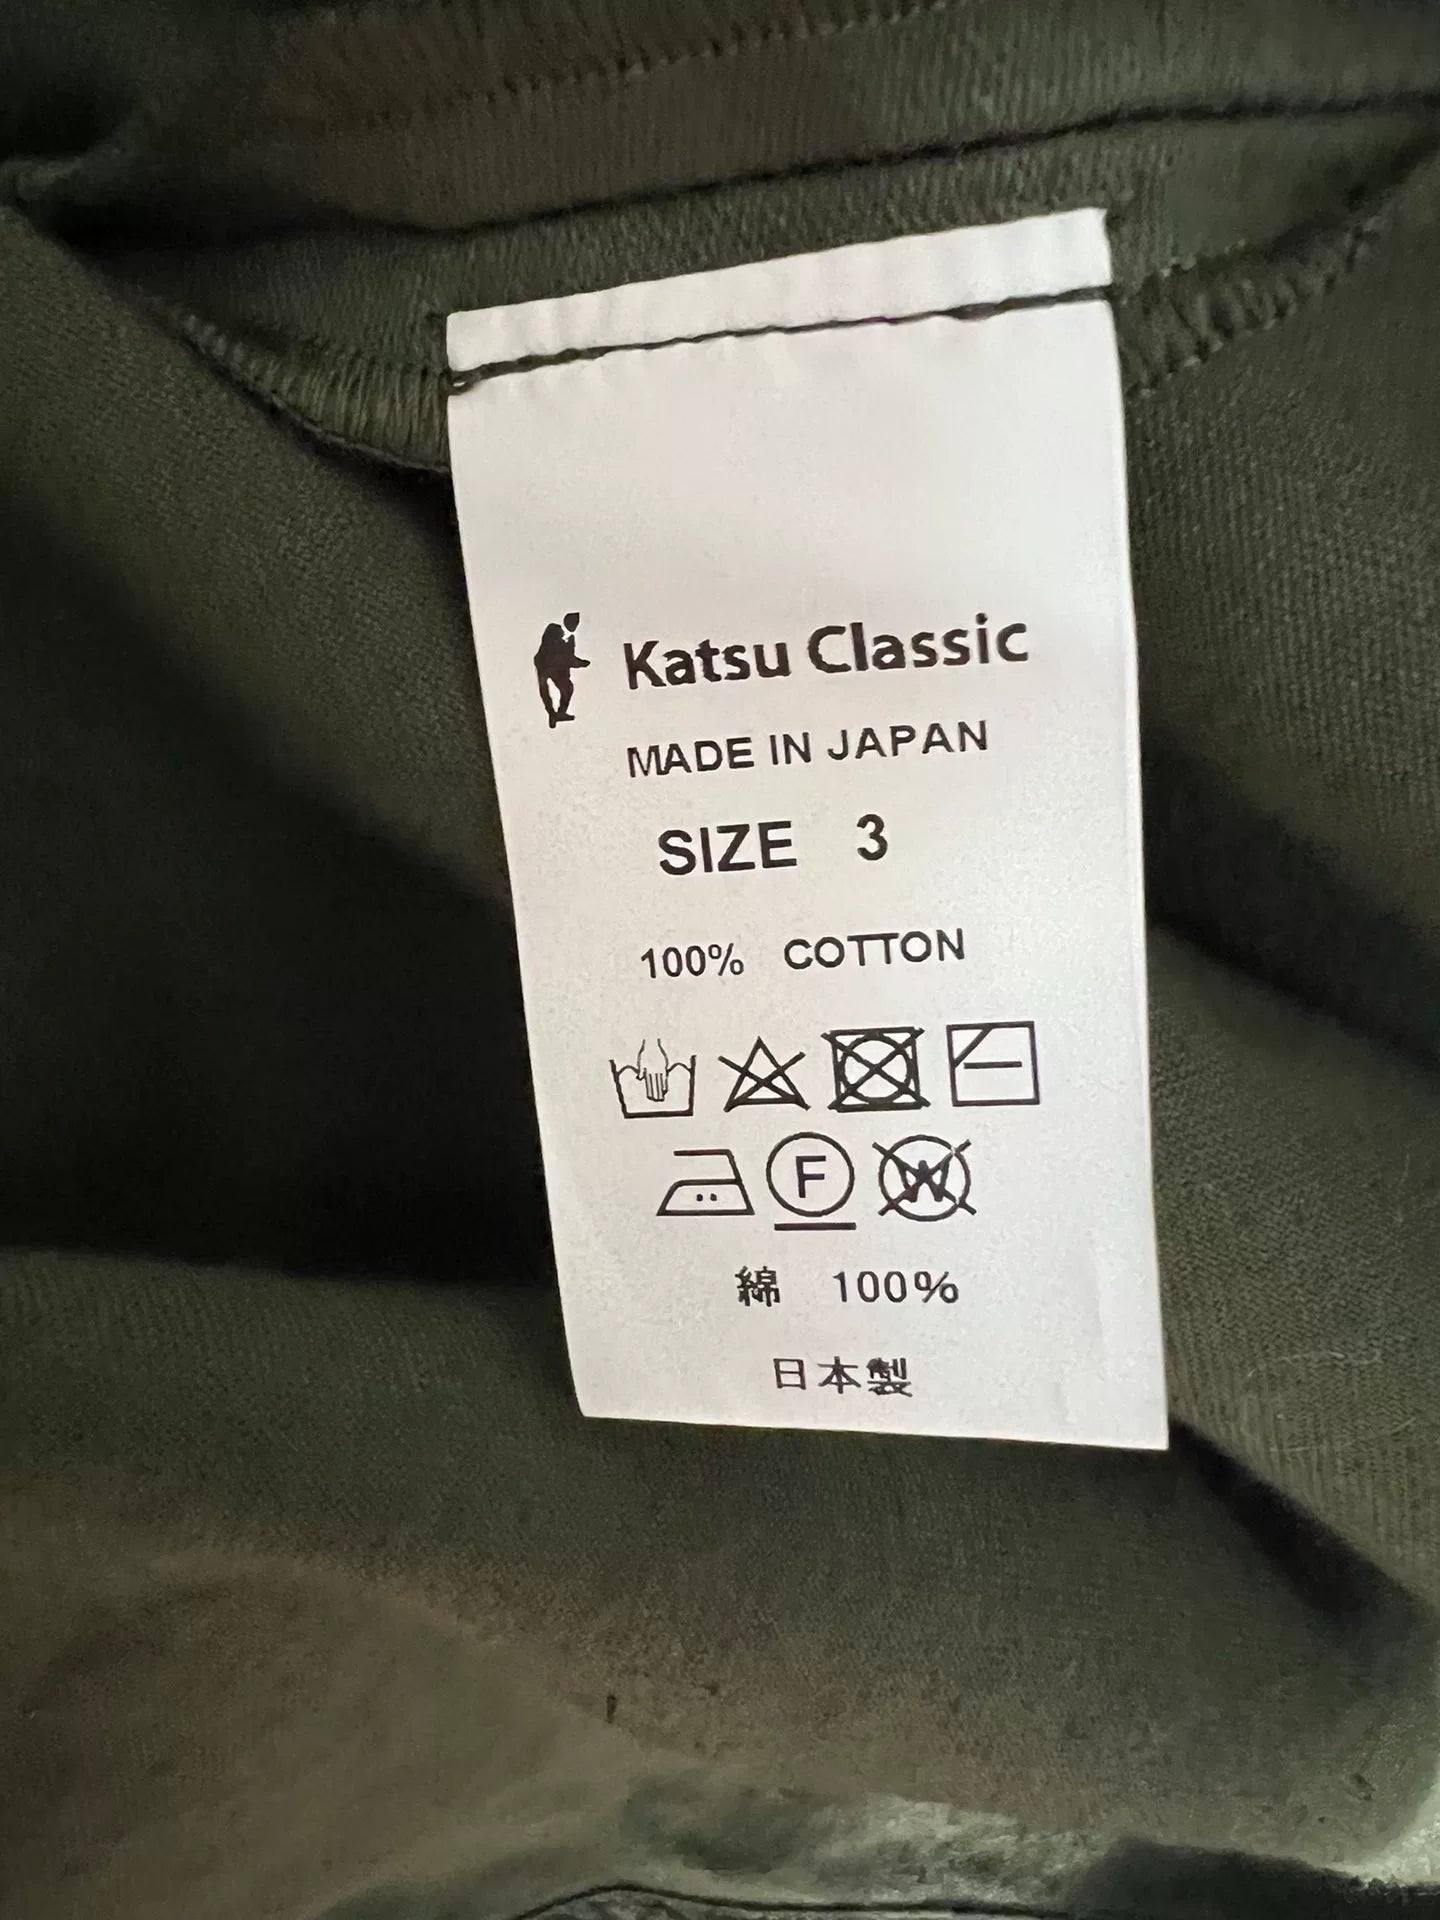 Katsu Classic
MADE IN JAPAN
SIZE 3
100% COTTON
F W
綿 100%
日本製